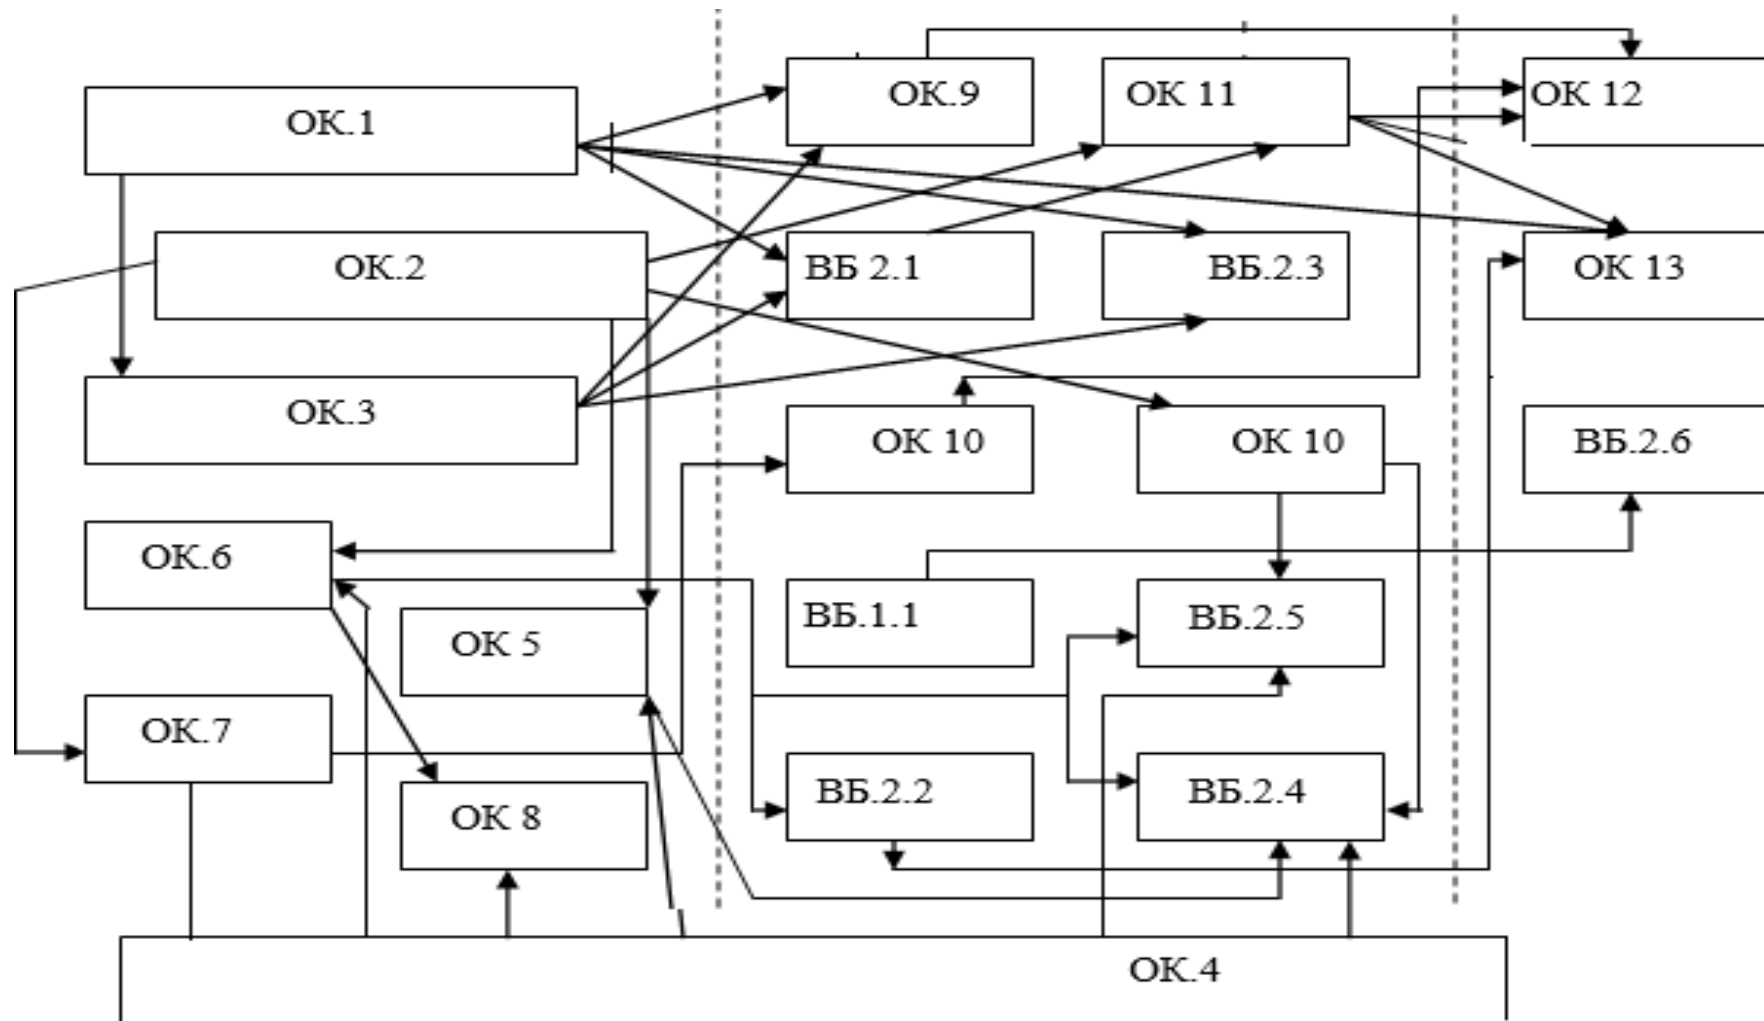 ОК.9
ОК 11
ОК 12
ОК.1
ОК.2
ВБ 2.1
ВБ.2.3
ОК 13
ОК.3
ОК 10
ОК 10
ВБ.2.6
ОК.6
ОК 5
ВБ.1.1
ВБ.2.5
ОК.7
ОК 8
ВБ.2.2
ВБ.2.4
ОК.4